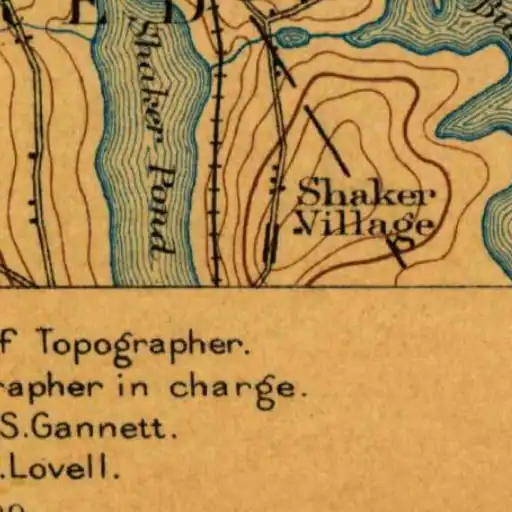 E D
Shaker Pond
Shaker
Village
f Topographer.
rapher in charge.
S.Gannett.
.Lovell.